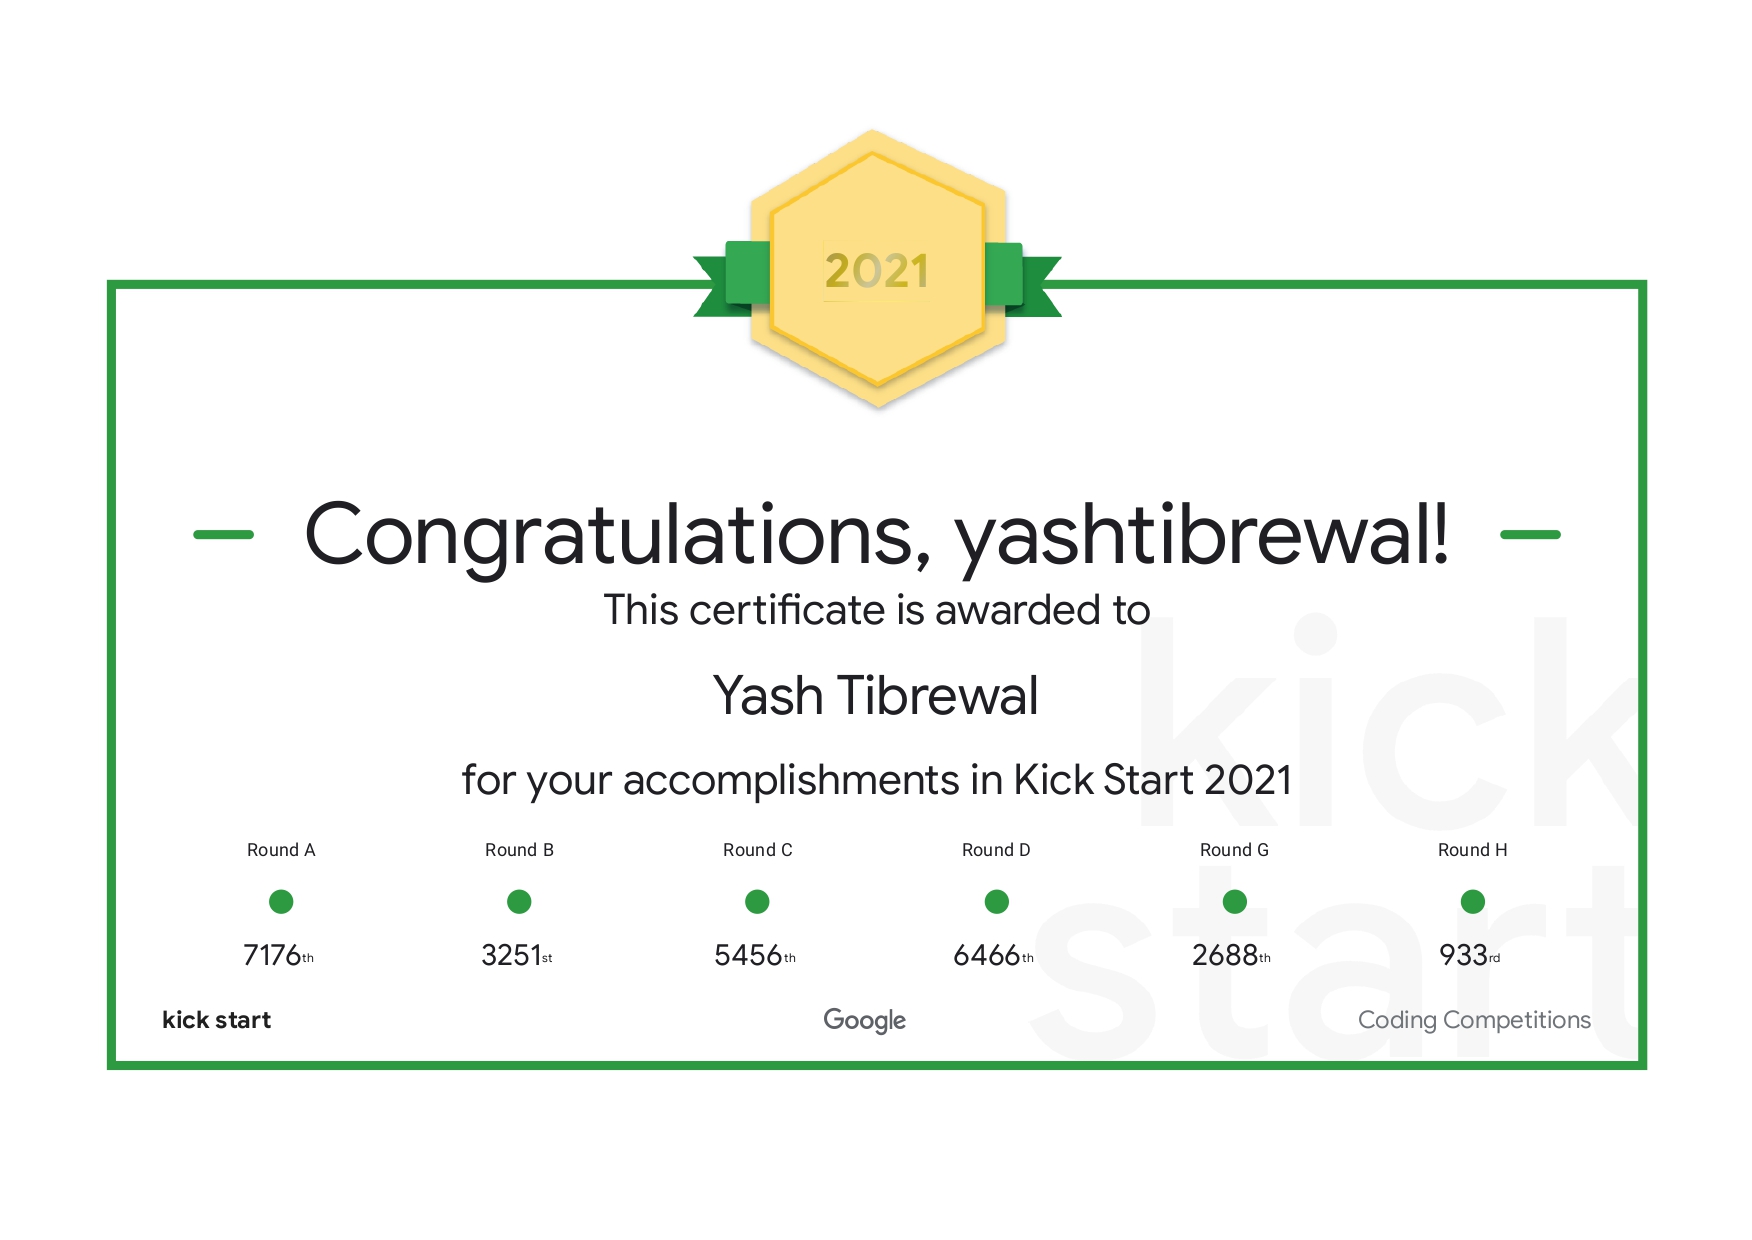 2021
Congratulations, yashtibrewal!
This certificate is awarded to
Yash Tibrewal
for your accomplishments in Kick Start 2021
Round A Round B Round C Round D Round G Round H
7176th 3251st 5456th 6466th 2688th 933rd
kick start Google Coding Competitions
kick
start